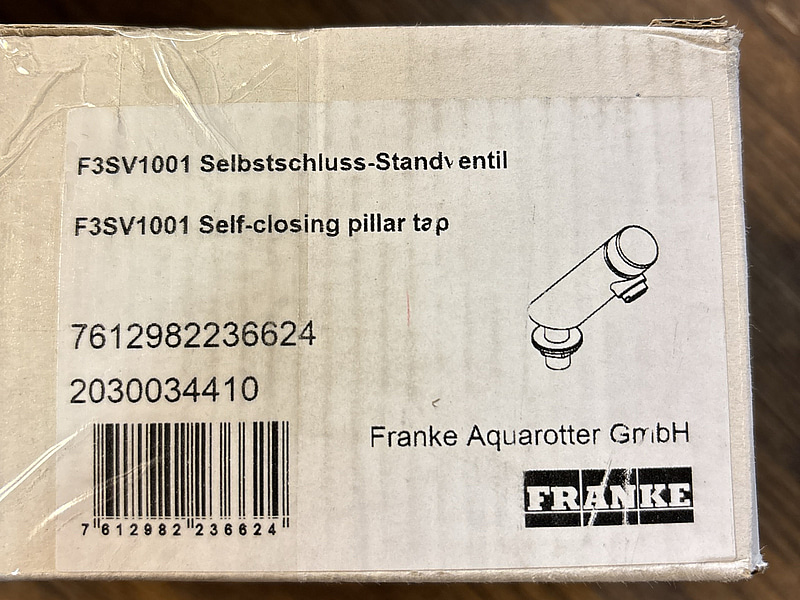 F3SV1001 Selbstschluss-Standventil
F3SV1001 Self-closing pillar tap
7612982236624
2030034410
7 612982 236624
Franke Aquarotter GmbH
FRANKE